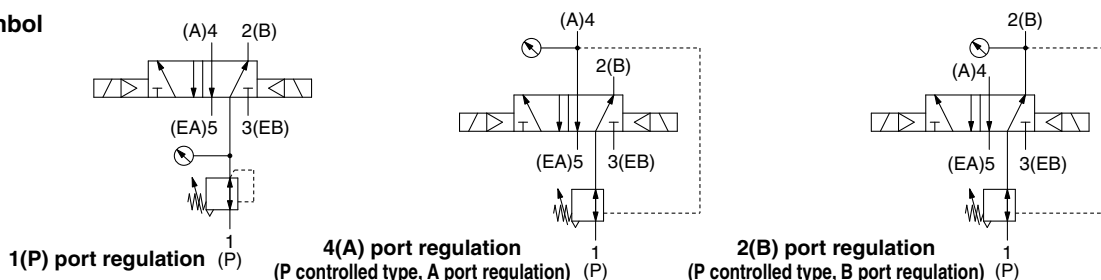 nbol
(A)4 2(B)
(EA)5 3(EB)
1
(P)
1(P) port regulation
(A)4
2(B)
(EA)5 3(EB)
1
(P)
4(A) port regulation
(P controlled type, A port regulation)
2(B)
(A)4
(EA)5 3(EB)
1
(P)
2(B) port regulation
(P controlled type, B port regulation)